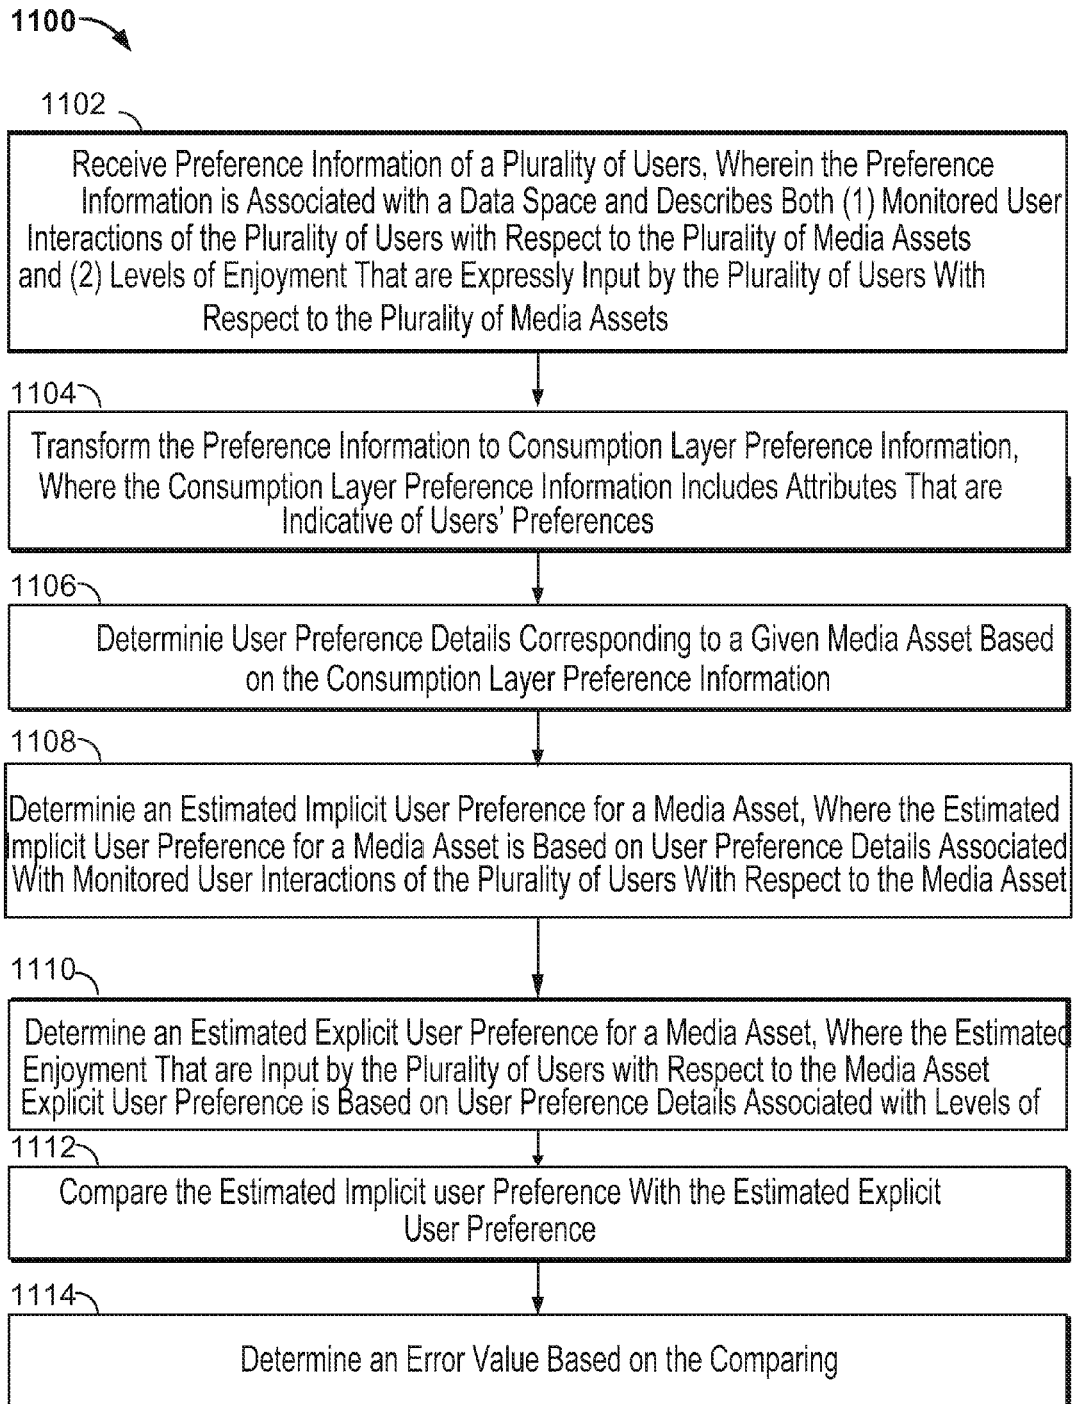 1100
1102
Receive Preference Information of a Plurality of Users, Wherein the Preference
Information is Associated with a Data Space and Describes Both (1) Monitored User
Interactions of the Plurality of Users with Respect to the Plurality of Media Assets
and (2) Levels of Enjoyment That are Expressly Input by the Plurality of Users With
Respect to the Plurality of Media Assets
1104
Transform the Preference Information to Consumption Layer Preference Information,
Where the Consumption Layer Preference Information Includes Attributes That are
Indicative of Users’ Preferences
1106
Determinie User Preference Details Corresponding to a Given Media Asset Based
on the Consumption Layer Preference Information
1108
Determinie an Estimated Implicit User Preference for a Media Asset, Where the Estimated
Implicit User Preference for a Media Asset is Based on User Preference Details Associated
With Monitored User Interactions of the Plurality of Users With Respect to the Media Asset
1110
Determine an Estimated Explicit User Preference for a Media Asset, Where the Estimated
Enjoyment That are Input by the Plurality of Users with Respect to the Media Asset
Explicit User Preference is Based on User Preference Details Associated with Levels of
1112
Compare the Estimated Implicit user Preference With the Estimated Explicit
User Preference
1114
Determine an Error Value Based on the Comparing